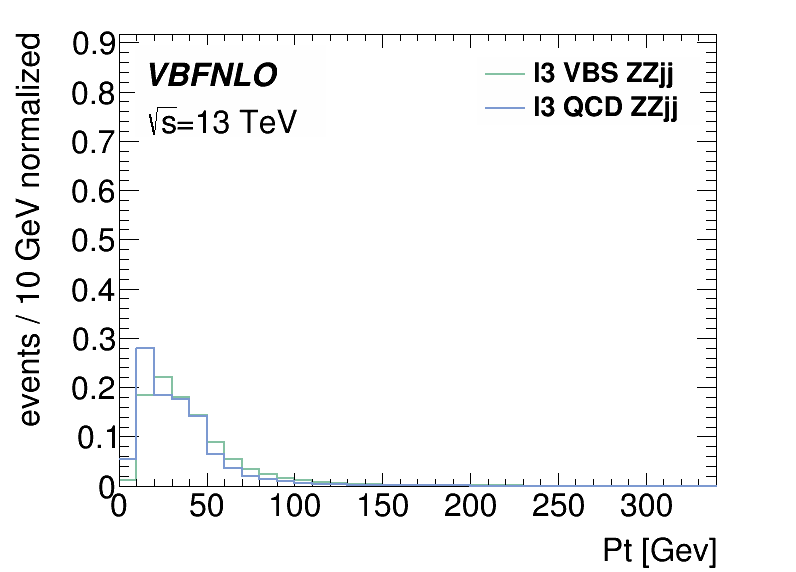 events / 10 GeV normalized
0.9
0.8
0.7
0.6
0.5
0.4
0.3
0.2
0.1
0
VBFNLO
√s=13 TeV
l3 VBS ZZjj
l3 QCD ZZjj
0 50 100 150 200 250 300
Pt [Gev]